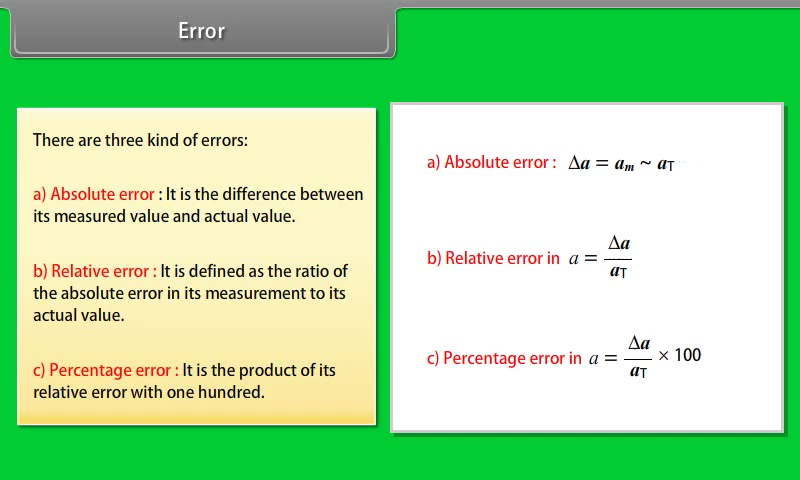 Error
There are three kind of errors:
a) Absolute error : It is the difference between
its measured value and actual value.
b) Relative error : It is defined as the ratio of
the absolute error in its measurement to its
actual value.
c) Percentage error : It is the product of its
relative error with one hundred.
a) Absolute error : Δa = aₘ ~ a_T
b) Relative error in a = Δa / a_T
c) Percentage error in a = Δa / a_T × 100